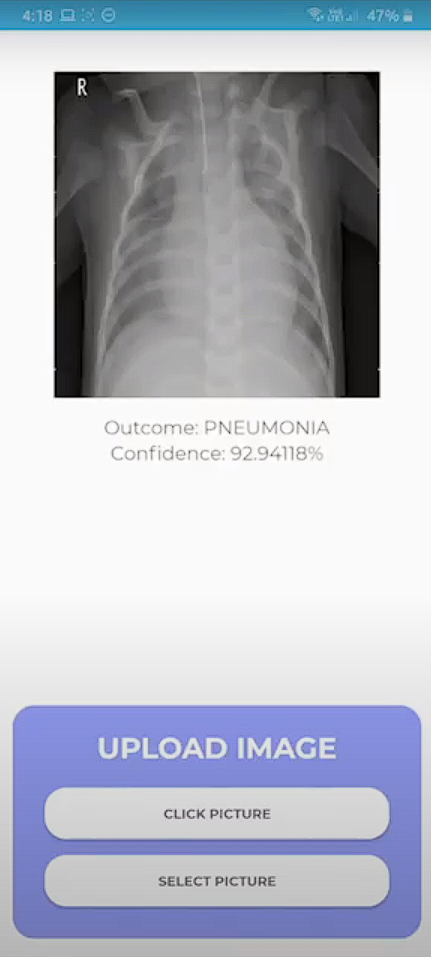 4:18 47%
R
Outcome: PNEUMONIA
Confidence: 92.94118%
UPLOAD IMAGE
CLICK PICTURE
SELECT PICTURE